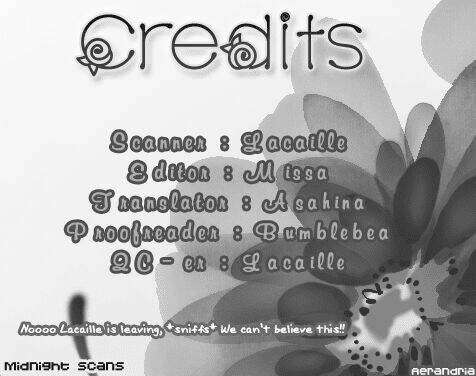 Credits
Scanner : Lacaille
Editor : Missa
Translator : Asahina
Proofreader : Bumblebea
QC-er : Lacaille
Noooo Lacaille is leaving, *sniffs* We can't believe this!!
Midnight Scans
Aerandria